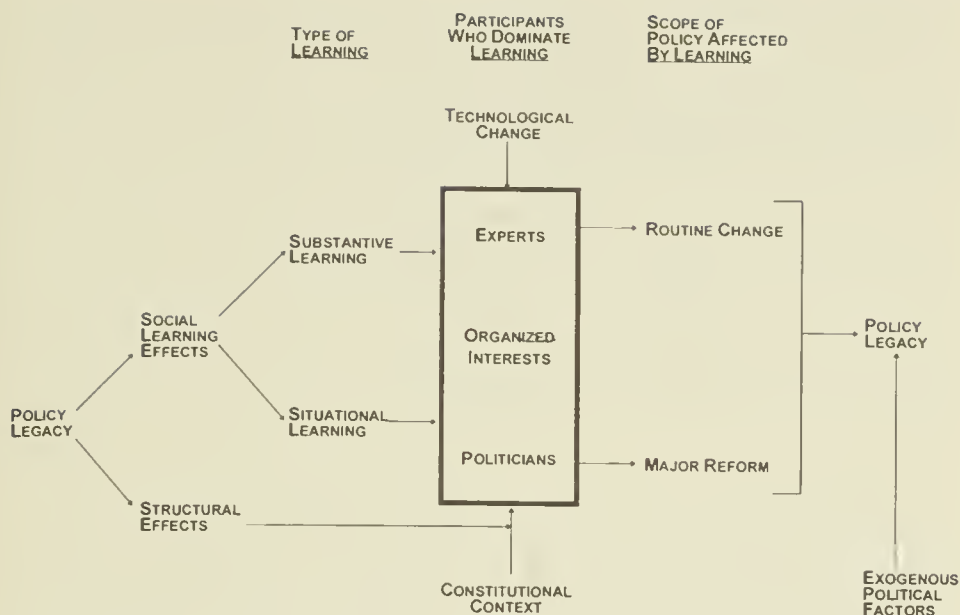 TYPE OF
LEARNING
PARTICIPANTS
WHO DOMINATE
LEARNING
SCOPE OF
POLICY AFFECTED
BY LEARNING
TECHNOLOGICAL
CHANGE
EXPERTS
ROUTINE CHANGE
SUBSTANTIVE
LEARNING
SOCIAL
LEARNING
EFFECTS
ORGANIZED
INTERESTS
POLICY
LEGACY
POLICY
LEGACY
SITUATIONAL
LEARNING
POLITICIANS
MAJOR REFORM
STRUCTURAL
EFFECTS
CONSTITUTIONAL
CONTEXT
EXOGENOUS
POLITICAL
FACTORS